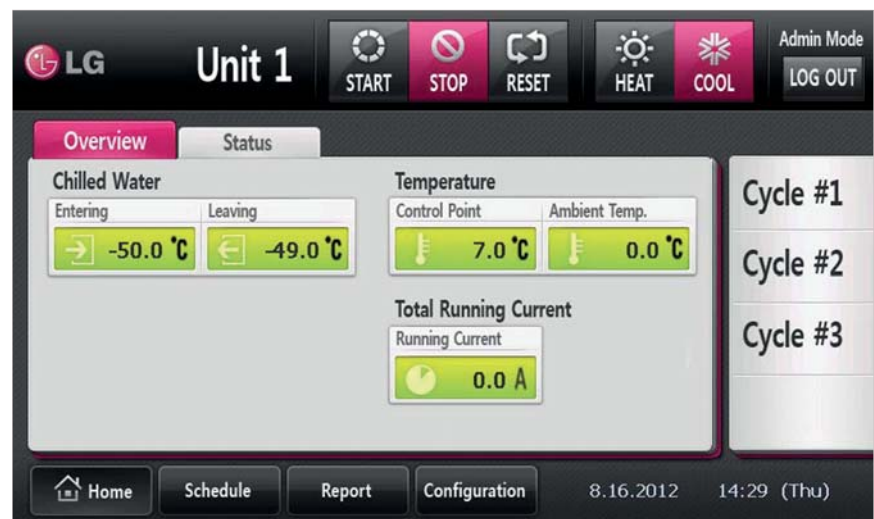 LG
Unit 1
START
STOP
RESET
HEAT
COOL
Admin Mode
LOG OUT
Overview
Status
Chilled Water
Entering
Leaving
-50.0 °C
-49.0 °C
Temperature
Control Point
Ambient Temp.
7.0 °C
0.0 °C
Total Running Current
Running Current
0.0 A
Cycle #1
Cycle #2
Cycle #3
Home
Schedule
Report
Configuration
8.16.2012
14:29 (Thu)